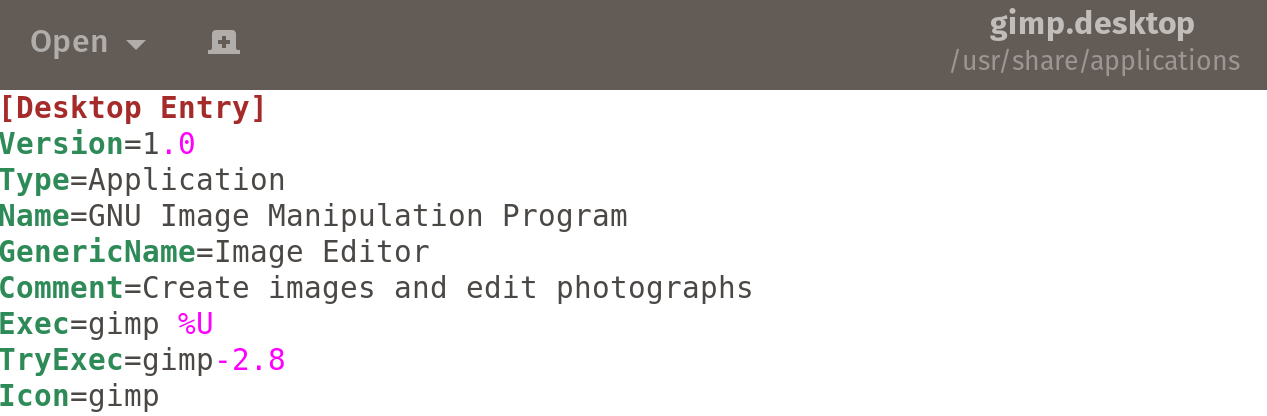 Open
gimp.desktop
/usr/share/applications
[Desktop Entry]
Version=1.0
Type=Application
Name=GNU Image Manipulation Program
GenericName=Image Editor
Comment=Create images and edit photographs
Exec=gimp %U
TryExec=gimp-2.8
Icon=gimp